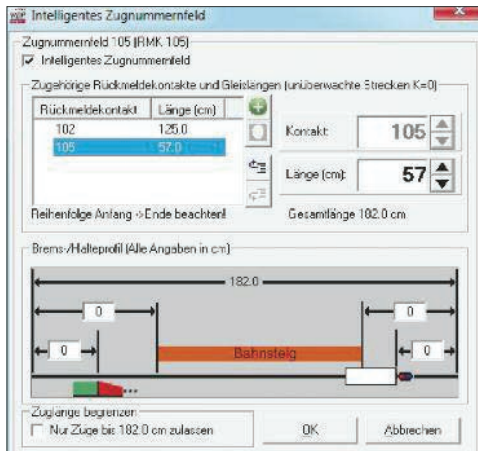 Intelligentes Zugnummernfeld
Zugnummernfeld 105 (RMK 105)
Intelligentes Zugnummernfeld
Zugehörige Rückmeldekontakte und Gleislängen (unüberwachte Strecken K=0)
Rückmeldekontakt Länge (cm)
102 125.0
105 57.0
Kontakt: 105
Länge (cm): 57
Reihenfolge Anfang -> Ende beachten! Gesamtlänge 182.0 cm
Brems-/Halteprofil (Alle Angaben in cm)
182.0
0 0
0 0
Bahnsteig
Zuglänge begrenzen
Nur Züge bis 182.0 cm zulassen OK Abbrechen